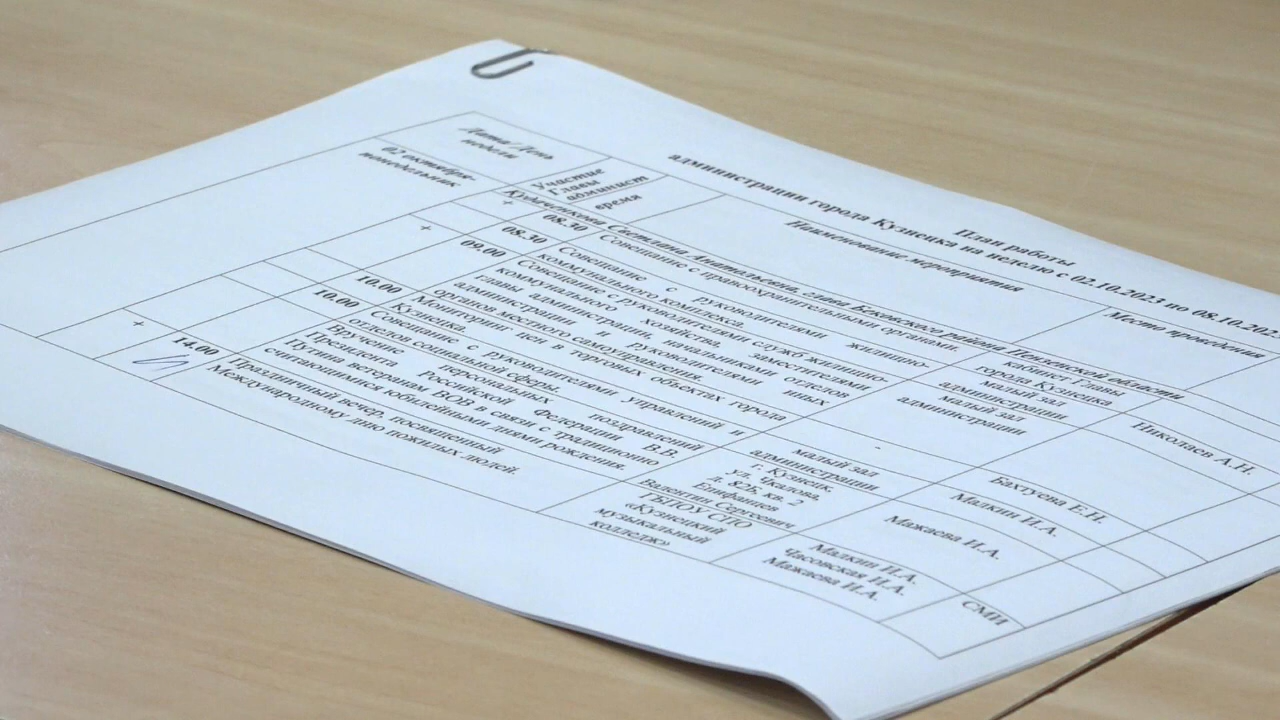 План работы
администрации города Кузнецка на неделю с 02.10.2023 по 08.10.202
Дата/День
недели
Участие
Главы
админист
время
Наименование мероприятия
Место проведения
02 октября-
понедельник
Светлана Анатольевна, глава Бековского района Пензенской области
+
08.30
Совещание с правоохранительными органами.
кабинет Главы
города Кузнецка
Николаев А.Н.
08.30
Совещание с руководителями служб жилищно-
коммунального комплекса.
малый зал
администрации
+
09.00
Совещание с руководителями жилищно-
коммунального хозяйства, заместителями
главы администрации, начальниками отделов
администрации и руководителями иных
органов местного самоуправления.
малый зал
администрации
Мониторинг цен в торговых объектах города
Кузнецка.
-
Бахтуева Е.Н.
10.00
Совещание с руководителями управлений и
отделов социальной сферы.
малый зал
администрации
Малкин И.А.
10.00
Вручение персональных поздравлений
Президента Российской Федерации В.В.
Путина ветеранам ВОВ в связи с традиционно
считающимися юбилейными днями рождения.
г. Кузнецк,
ул. Чкалова,
д. 82Б, кв. 2
Епифанцев
Валентин Сергеевич
Мажаева И.А.
+
14.00
Праздничный вечер, посвященный
Международному дню пожилых людей.
ГБПОУ СПО
«Кузнецкий
музыкальный
колледж»
Малкин И.А.
Часовская И.А.
Мажаева И.А.
СМИ